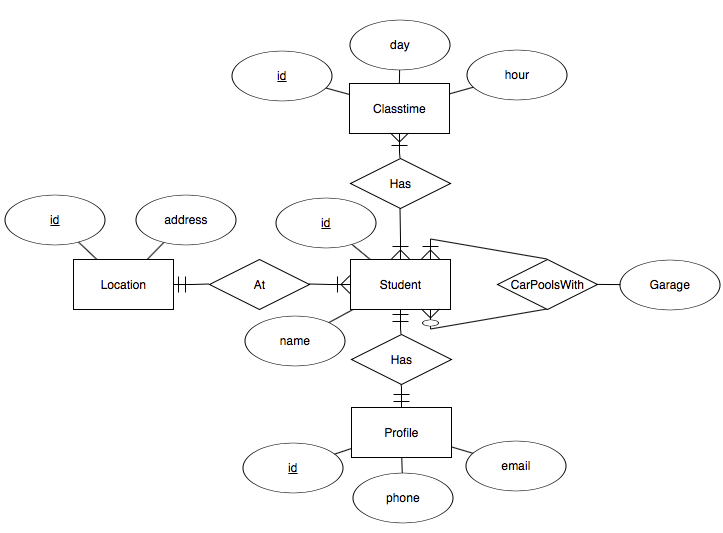 day
id
hour
Classtime
Has
id
address
id
Location
At
Student
CarPoolsWith
Garage
name
Has
Profile
id
email
phone